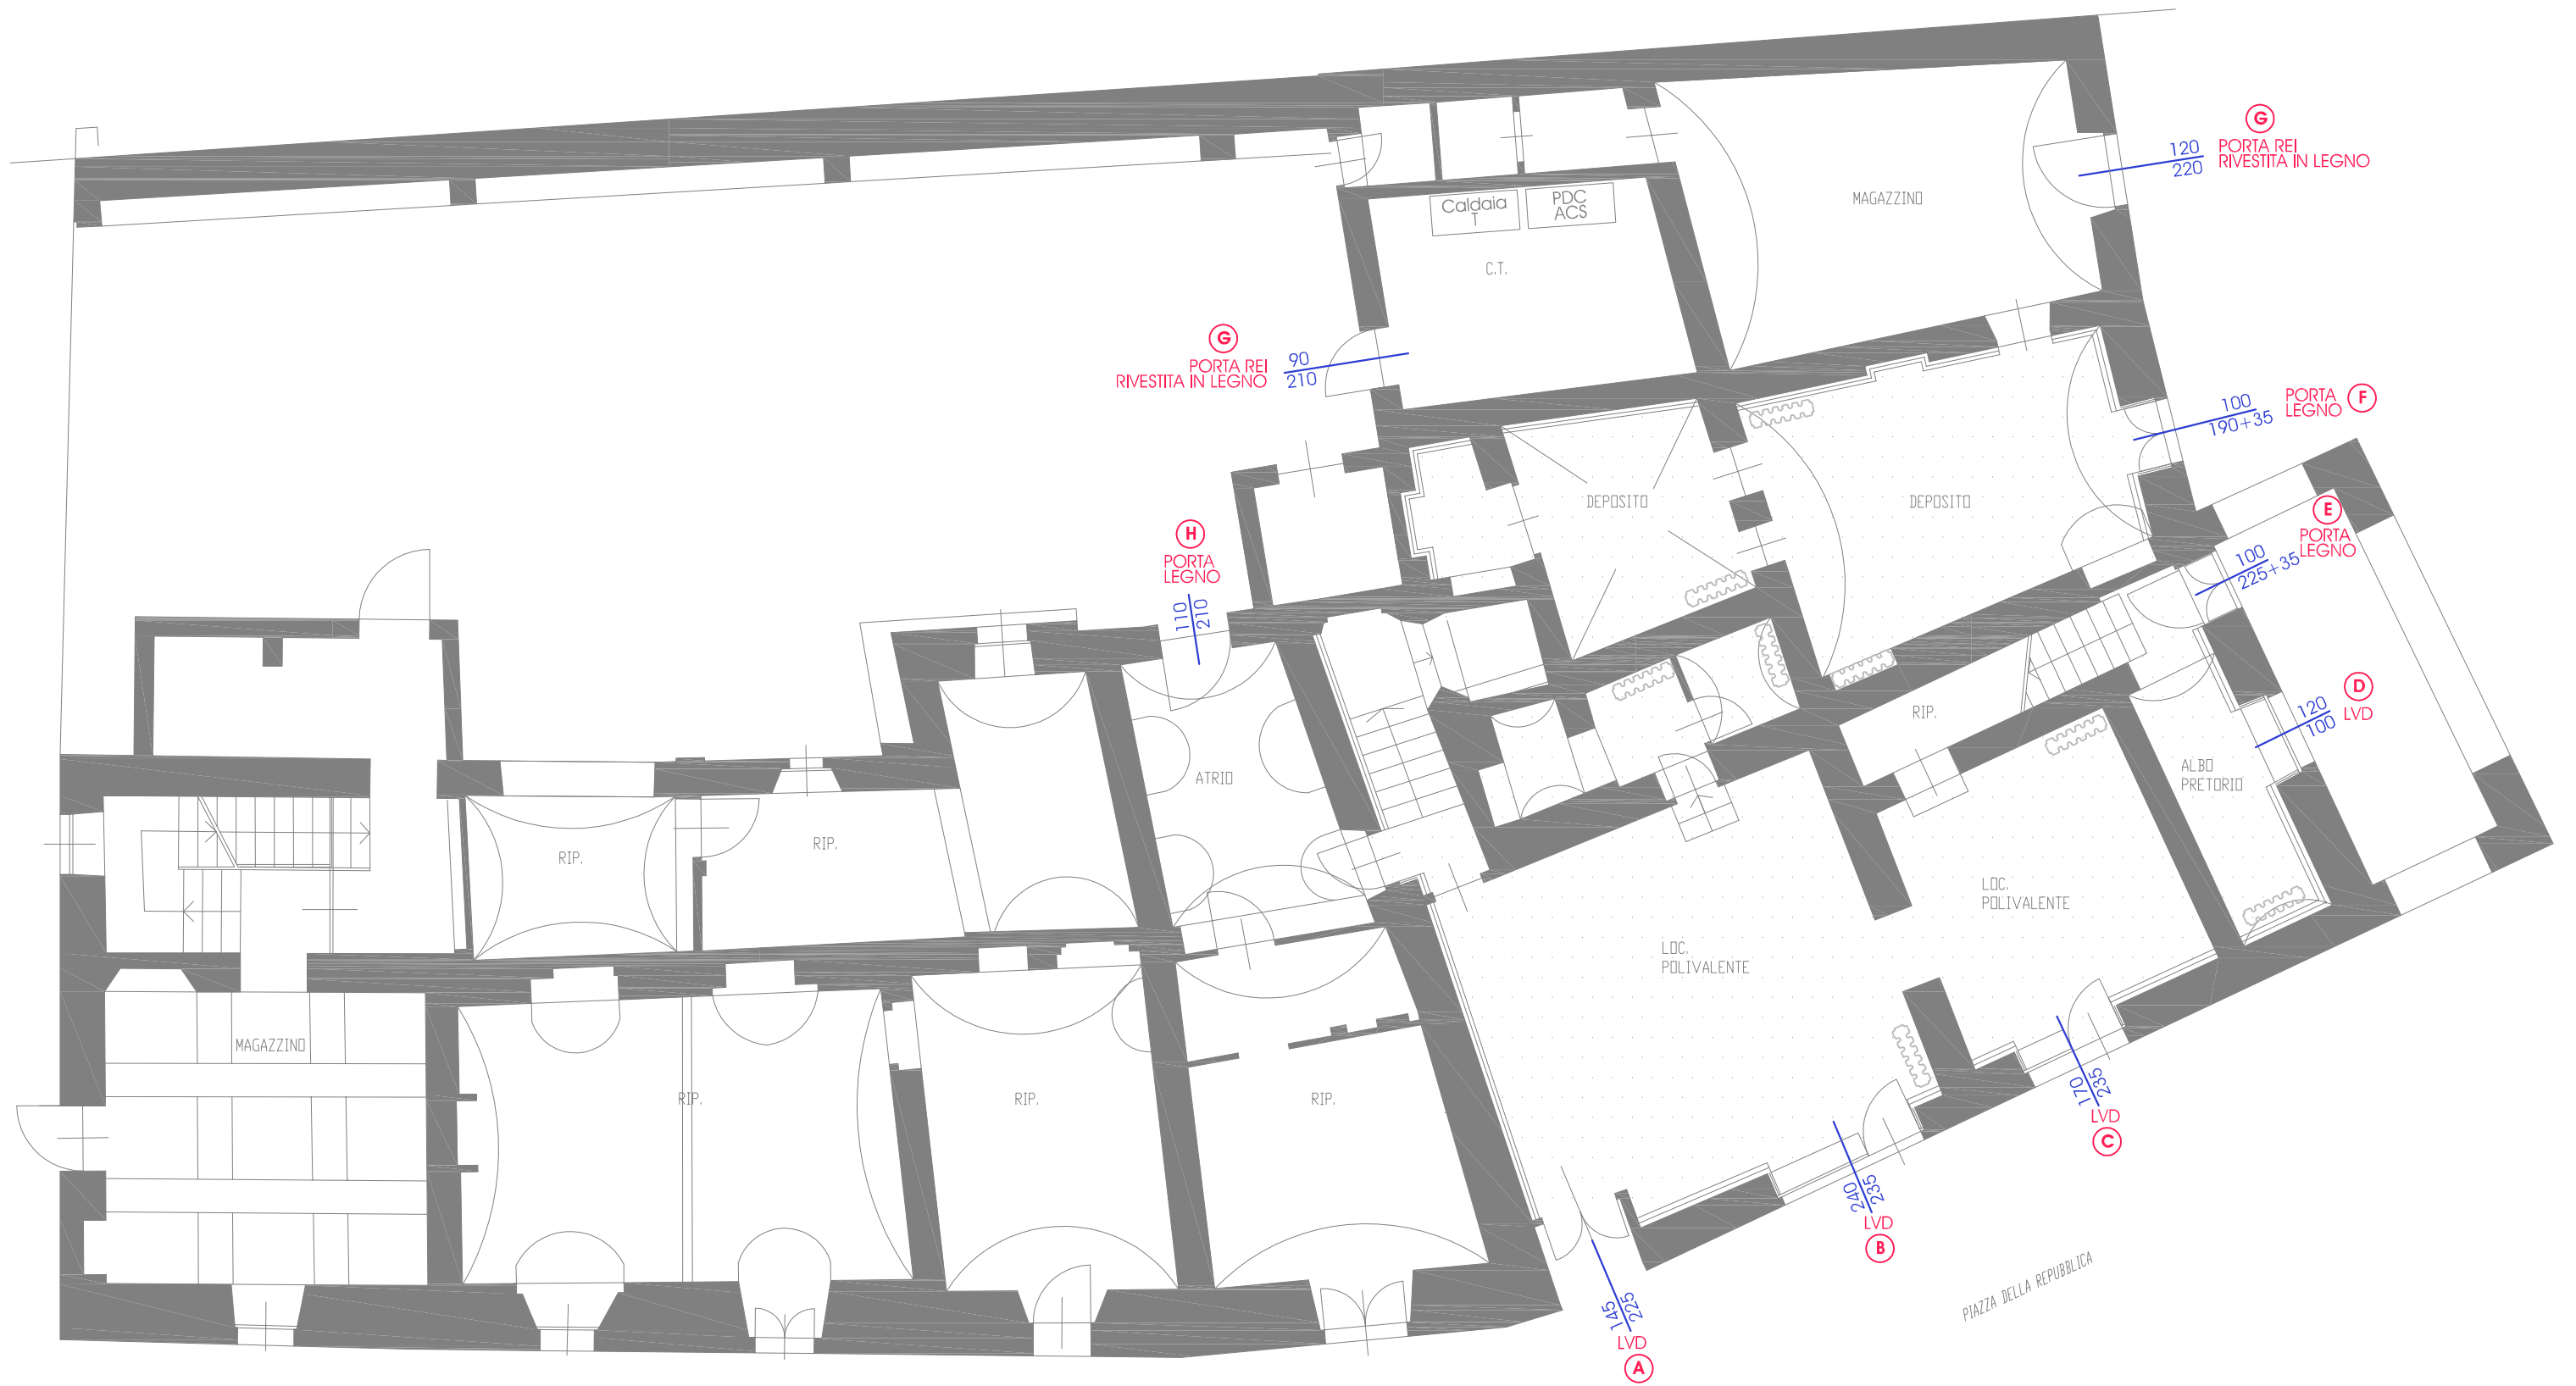 G
120
220
PORTA REI
RIVESTITA IN LEGNO
MAGAZZINO
Caldaia
T
PDC
ACS
C.T.
G
PORTA REI
RIVESTITA IN LEGNO
90
210
100
190+35
PORTA
LEGNO
F
DEPOSITO
DEPOSITO
E
PORTA
LEGNO
100
225+35
H
PORTA
LEGNO
110
210
D
LVD
120
100
RIP.
ALBO
PRETORIO
ATRIO
RIP.
RIP.
LOC.
POLIVALENTE
LOC.
POLIVALENTE
MAGAZZINO
RIP.
RIP.
RIP.
170
235
LVD
C
240
235
LVD
B
145
225
LVD
A
PIAZZA DELLA REPUBBLICA